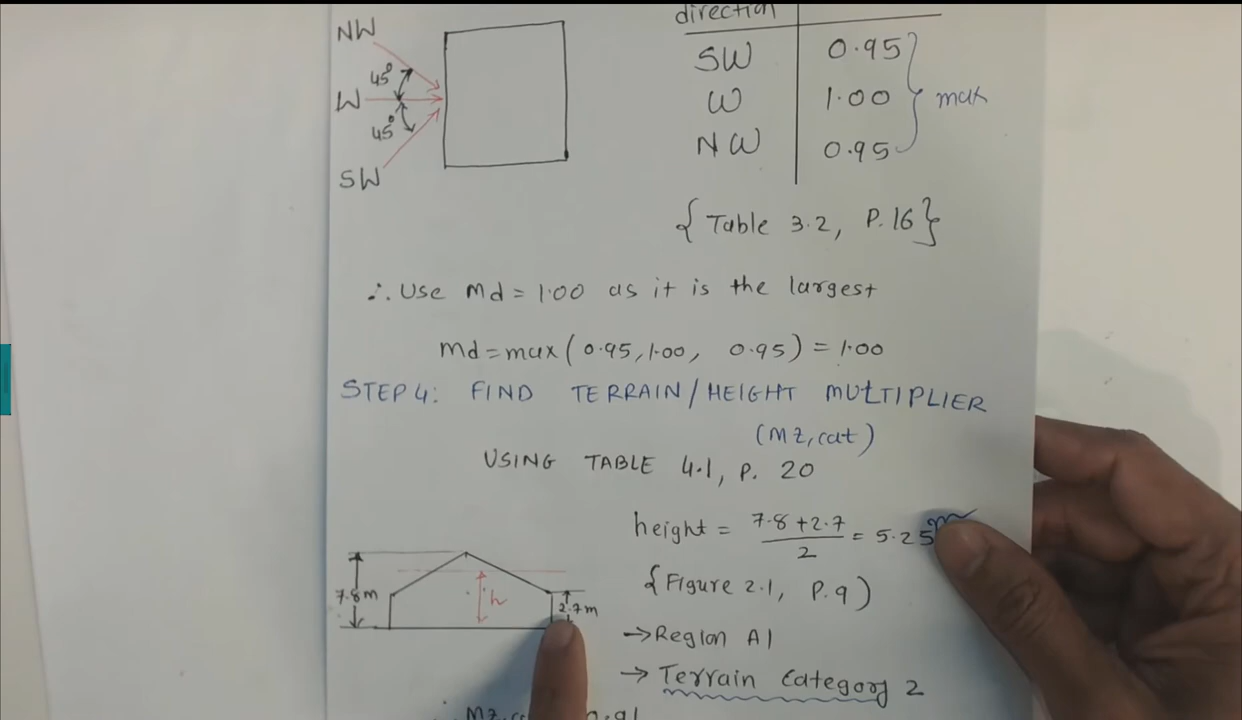 NW
45°
W
45°
SW
direction
SW 0.95
W 1.00 max
NW 0.95
{Table 3.2, P.16}
∴ Use Md = 1.00 as it is the largest
Md = max (0.95, 1.00, 0.95) = 1.00
STEP 4: FIND TERRAIN/HEIGHT MULTIPLIER
(Mz,cat)
USING TABLE 4.1, P. 20
height = 7.8+2.7 / 2 = 5.25m
{Figure 2.1, P.9)
7.8m
h
2.7m
→Region A1
→ Terrain Category 2